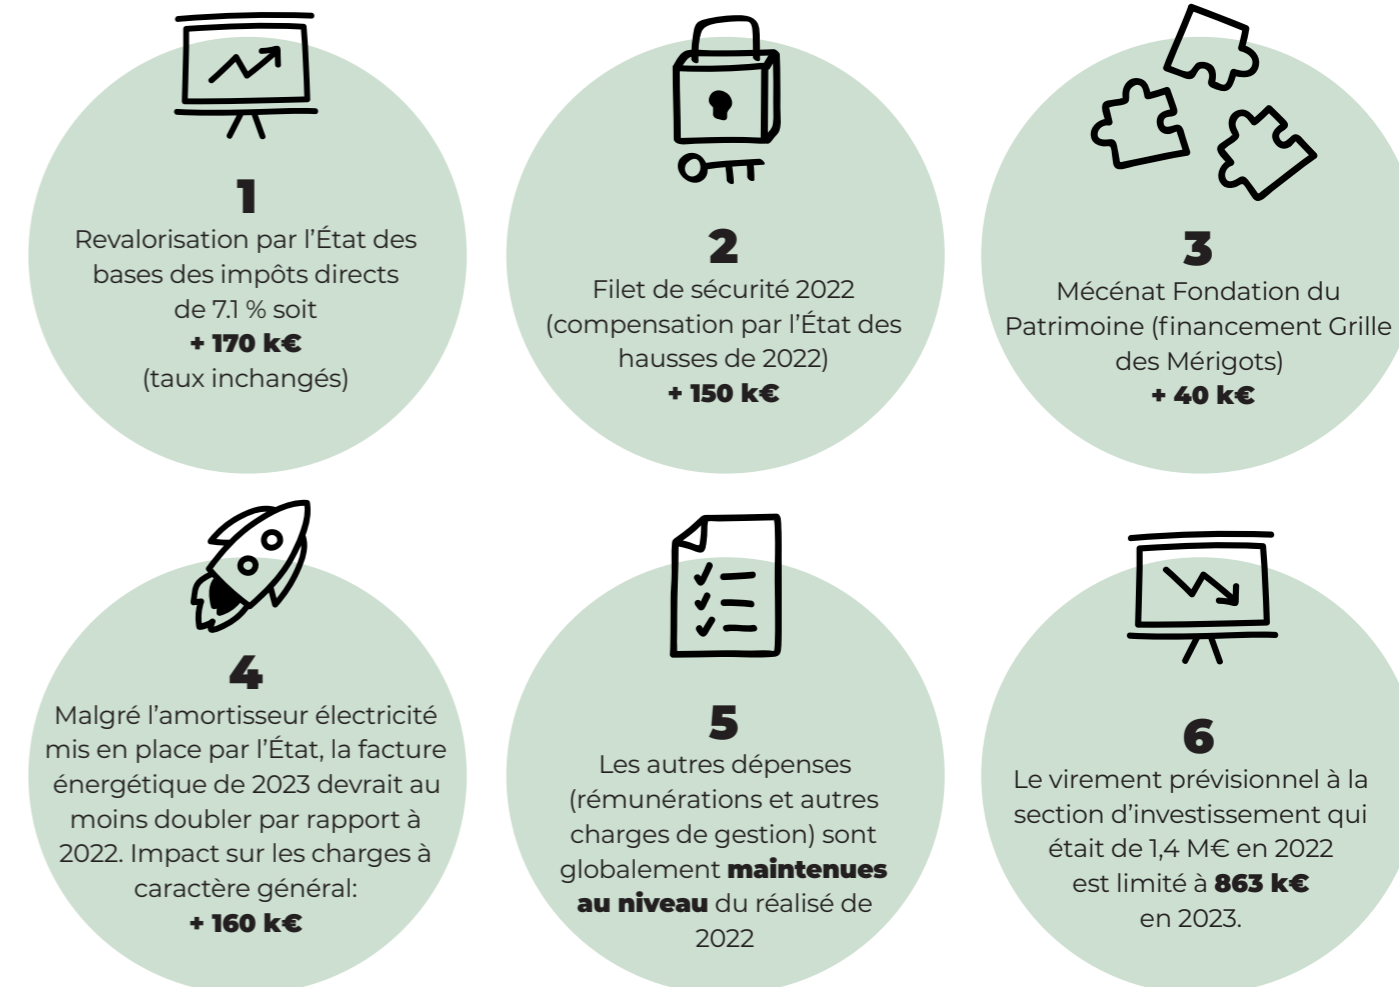 1
Revalorisation par l’État des
bases des impôts directs
de 7.1 % soit
+ 170 k€
(taux inchangés)
2
Filet de sécurité 2022
(compensation par l’État des
hausses de 2022)
+ 150 k€
3
Mécénat Fondation du
Patrimoine (financement Grille
des Mérigots)
+ 40 k€
4
Malgré l’amortisseur électricité
mis en place par l’État, la facture
énergétique de 2023 devrait au
moins doubler par rapport à
2022. Impact sur les charges à
caractère général:
+ 160 k€
5
Les autres dépenses
(rémunérations et autres
charges de gestion) sont
globalement maintenues
au niveau du réalisé de
2022
6
Le virement prévisionnel à la
section d’investissement qui
était de 1,4 M€ en 2022
est limité à 863 k€
en 2023.